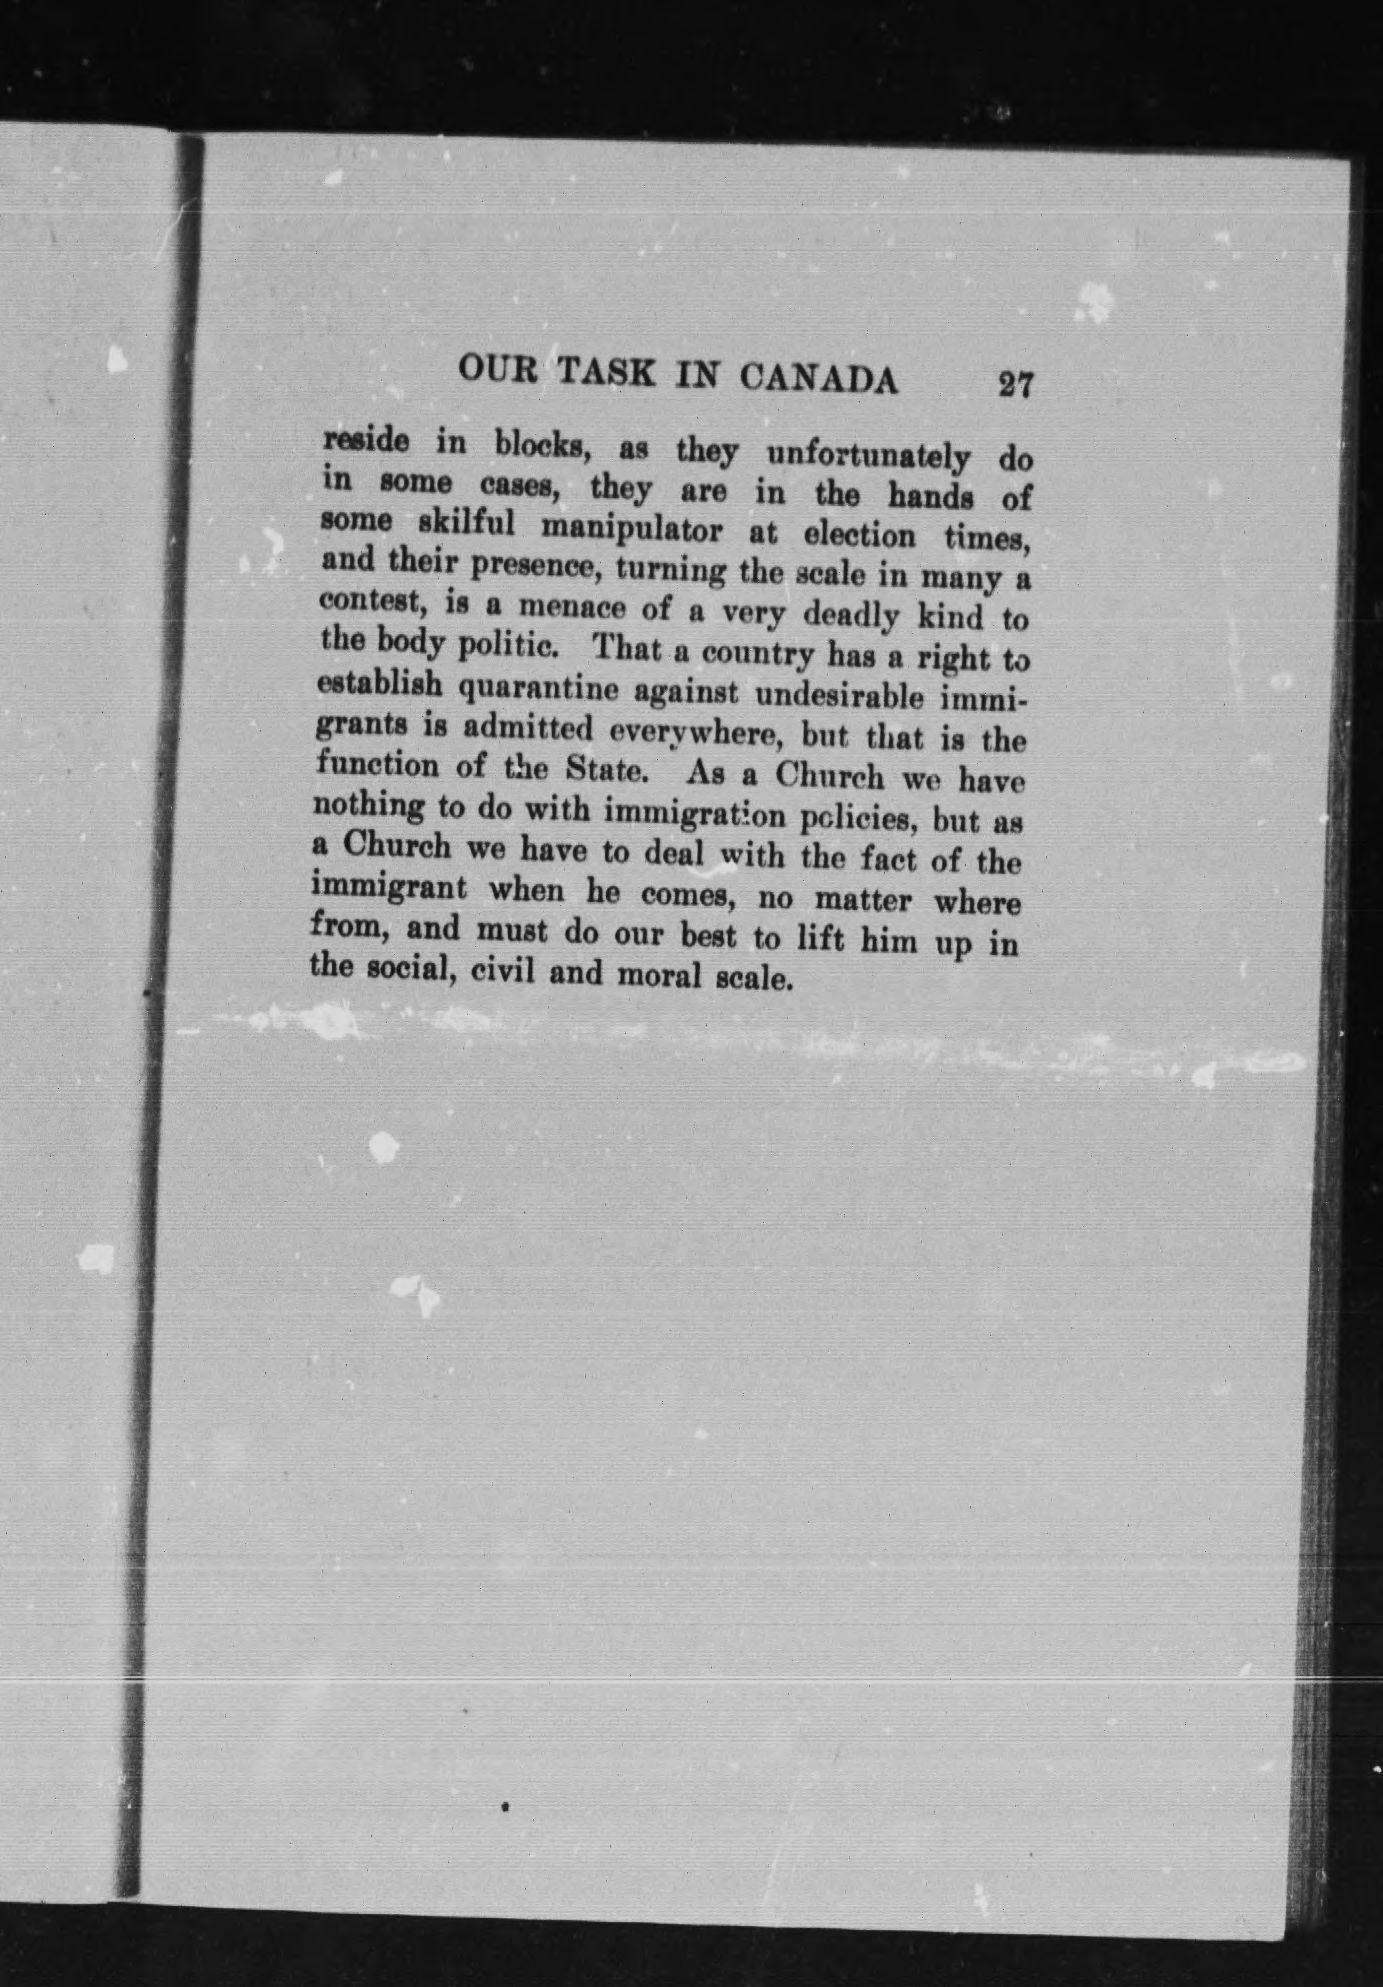 OUR TASK IN CANADA 27
reside in blocks, as they unfortunately do
in some cases, they are in the hands of
some skilful manipulator at election times,
and their presence, turning the scale in many a
contest, is a menace of a very deadly kind to
the body politic. That a country has a right to
establish quarantine against undesirable immi-
grants is admitted everywhere, but that is the
function of the State. As a Church we have
nothing to do with immigration policies, but as
a Church we have to deal with the fact of the
immigrant when he comes, no matter where
from, and must do our best to lift him up in
the social, civil and moral scale.